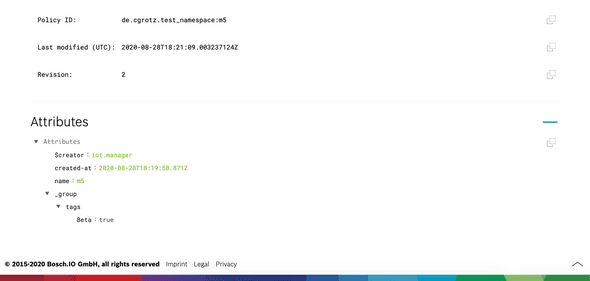 Policy ID: de.cgrotz.test_namespace:m5
Last modified (UTC): 2020-08-28T18:21:09.003237124Z
Revision: 2
Attributes
Attributes
$creator : iot.manager
created-at : 2020-08-28T18:19:58.871Z
name : m5
_group
tags
Beta : true
© 2015-2020 Bosch.IO GmbH, all rights reserved Imprint Legal Privacy